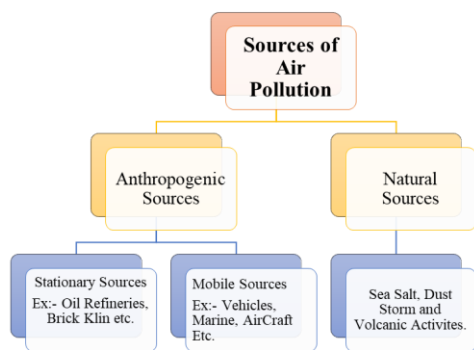 Sources of
Air
Pollution
Anthropogenic
Sources
Natural
Sources
Stationary Sources
Ex:- Oil Refineries,
Brick Klin etc.
Mobile Sources
Ex:- Vehicles,
Marine, AirCraft
Etc.
Sea Salt, Dust
Storm and
Volcanic Activites.